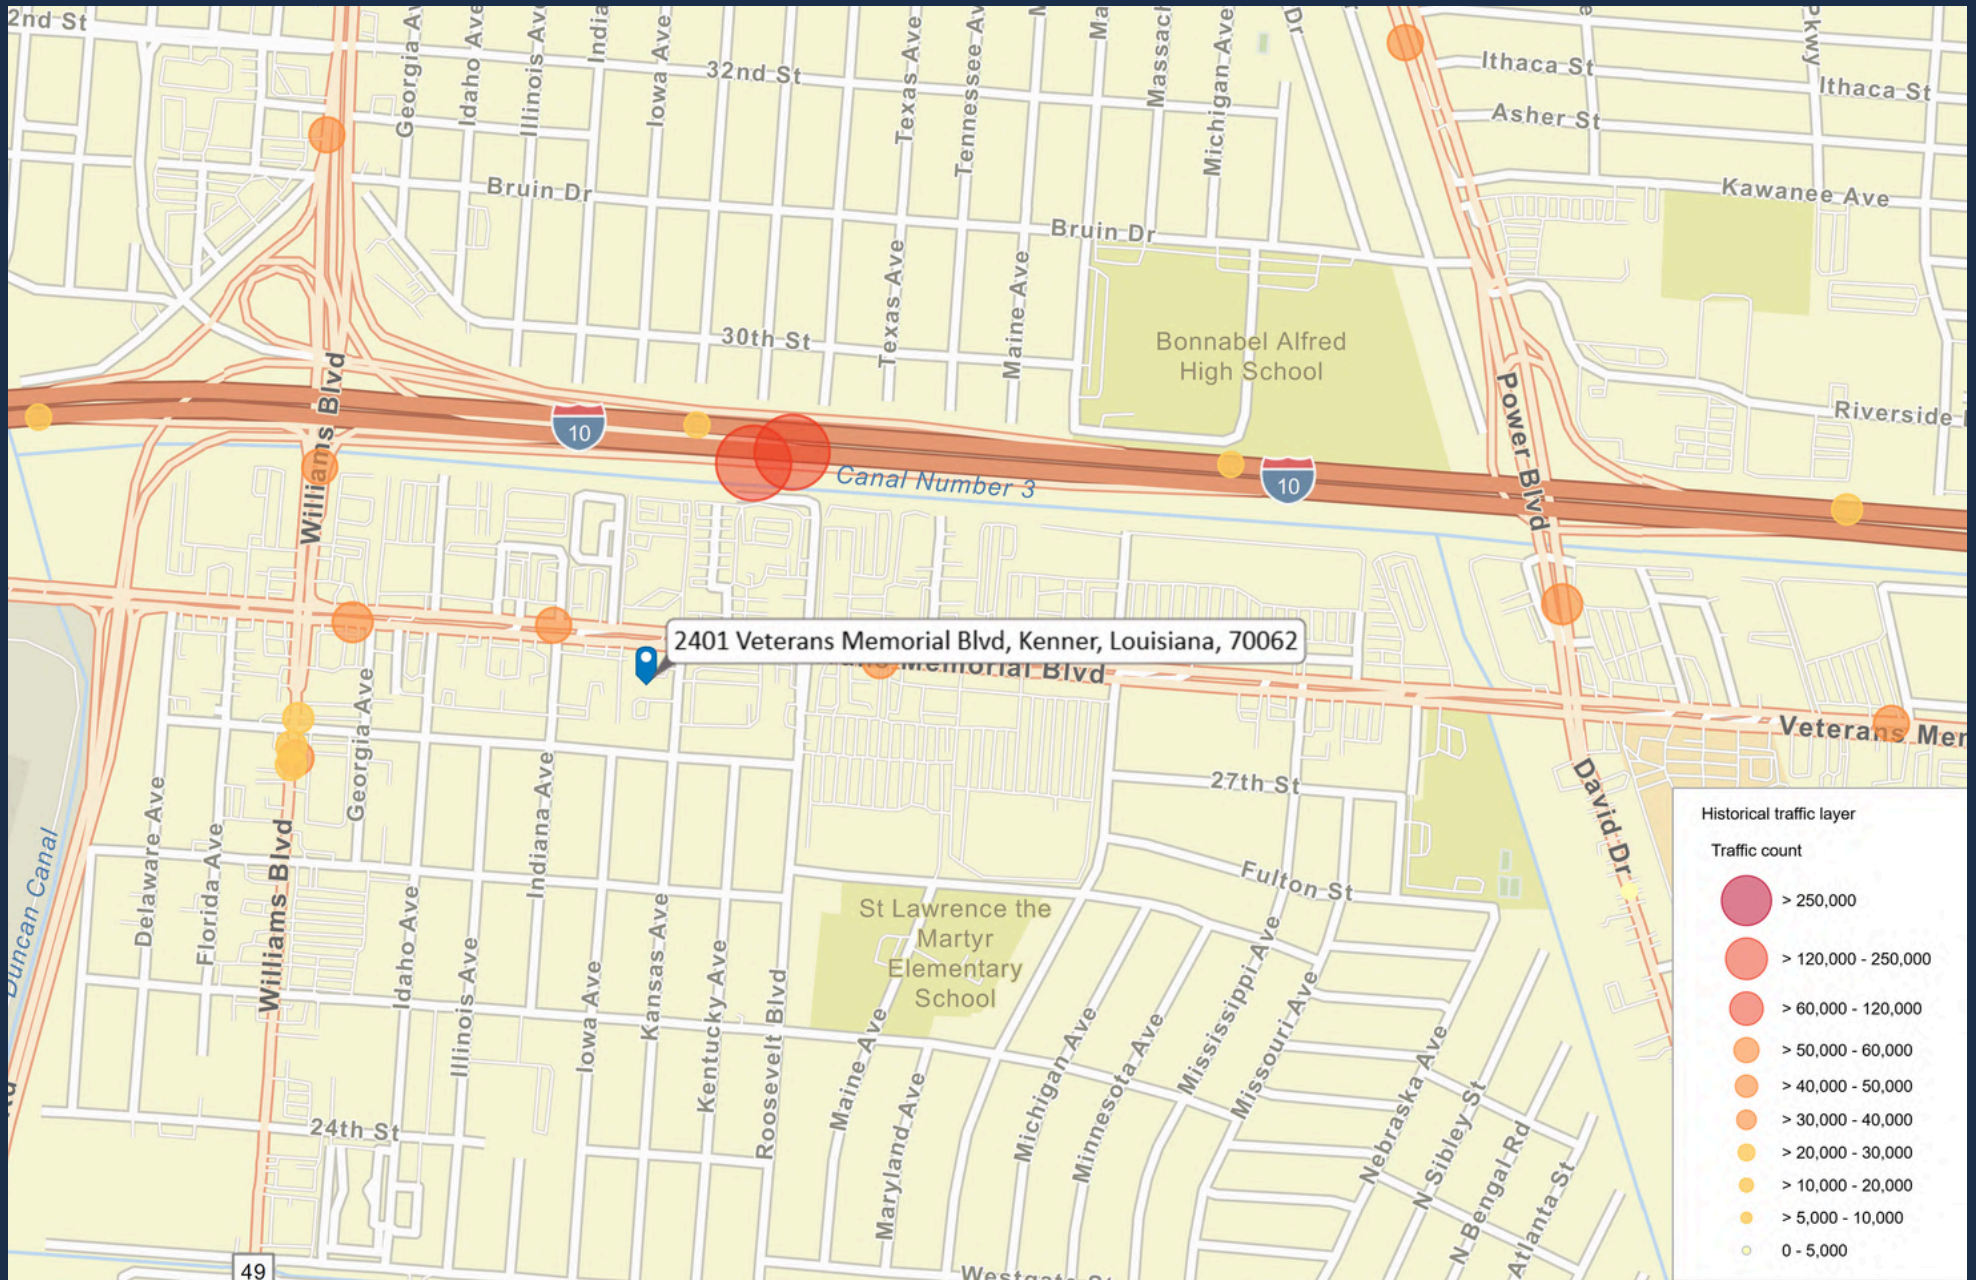 2nd St
Idaho Ave
Iowa Ave
Texas Ave
Michigan Ave
Dr
32nd St
Ithaca St
Ithaca St
Asher St
Kawanee Ave
Bruin Dr
Bruin Dr
Texas Ave
Maine Ave
30th St
Bonnabel Alfred
High School
Riverside
Williams Blvd
Power Blvd
10
10
Canal Number 3
Williams Blvd
2401 Veterans Memorial Blvd, Kenner, Louisiana, 70062
Memorial Blvd
Veterans Mem
27th St
David Dr
Georgia Ave
Indiana Ave
Delaware Ave
Florida Ave
Duncan Canal
Williams Blvd
Idaho Ave
Illinois Ave
Iowa Ave
Kansas Ave
Kentucky Ave
Roosevelt Blvd
Fulton St
St Lawrence the
Martyr
Elementary
School
Maine Ave
Maryland Ave
Michigan Ave
Minnesota Ave
Mississippi Ave
Missouri Ave
Nebraska Ave
N Sibley St
N Bengal Rd
Atlanta St
24th St
49
Historical traffic layer
Traffic count
> 250,000
> 120,000 - 250,000
> 60,000 - 120,000
> 50,000 - 60,000
> 40,000 - 50,000
> 30,000 - 40,000
> 20,000 - 30,000
> 10,000 - 20,000
> 5,000 - 10,000
0 - 5,000